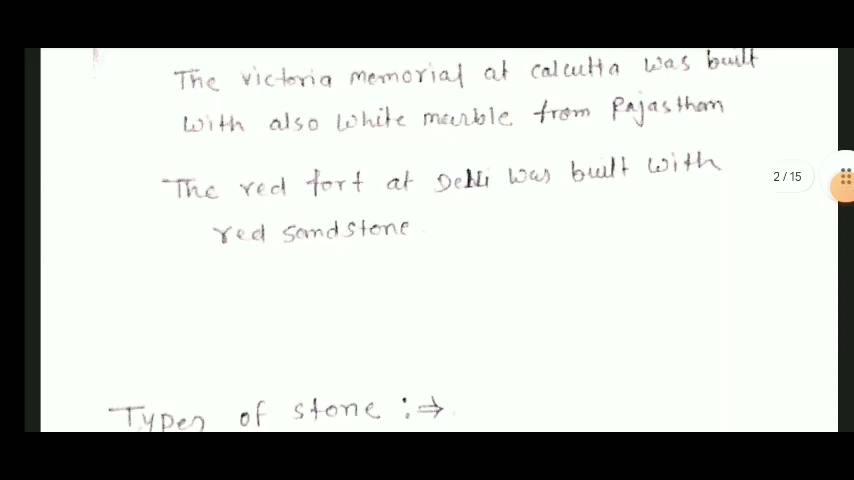 The victoria memorial at calcutta was built
with also white marble from Rajasthan
The red fort at Delhi was built with
red sandstone.
2 / 15
Types of stone :⇒